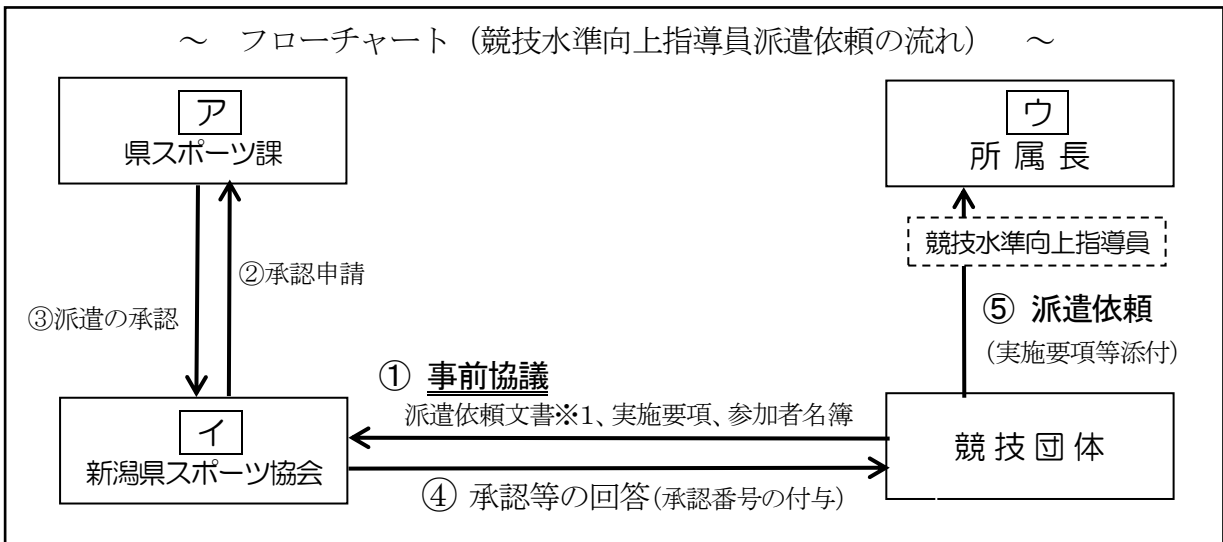 ～ フローチャート（競技水準向上指導員派遣依頼の流れ） ～
ア
県スポーツ課
ウ
所属長
競技水準向上指導員
②承認申請
③派遣の承認
⑤ 派遣依頼
（実施要項等添付）
① 事前協議
派遣依頼文書※1、実施要項、参加者名簿
イ
新潟県スポーツ協会
競技団体
④ 承認等の回答(承認番号の付与)